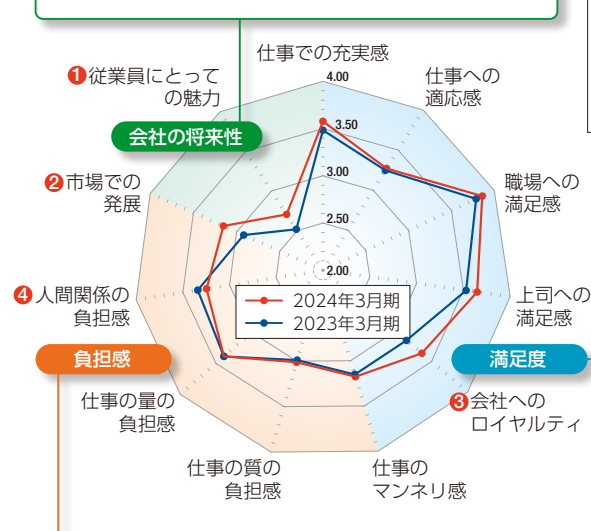 仕事での充実感
4.00
❶従業員にとって
の魅力
仕事への
適応感
3.50
会社の将来性
3.00
❷市場での
発展
職場への
満足感
2.50
2.00
❹人間関係の
負担感
2024年3月期
2023年3月期
上司への
満足感
負担感
満足度
仕事の量の
負担感
❸会社への
ロイヤルティ
仕事の質の
負担感
仕事の
マンネリ感